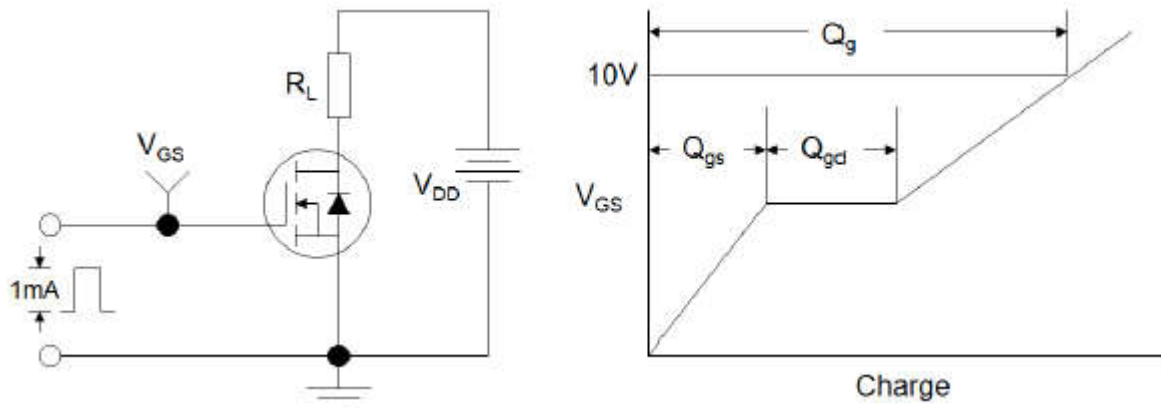 R_L
V_GS
V_DD
1mA
Q_g
10V
Q_gs
Q_gd
V_GS
Charge